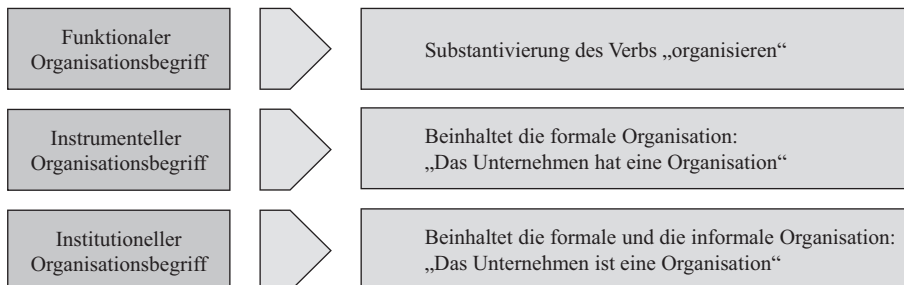 Funktionaler
Organisationsbegriff
Substantivierung des Verbs „organisieren“
Instrumenteller
Organisationsbegriff
Beinhaltet die formale Organisation:
„Das Unternehmen hat eine Organisation“
Institutioneller
Organisationsbegriff
Beinhaltet die formale und die informale Organisation:
„Das Unternehmen ist eine Organisation“